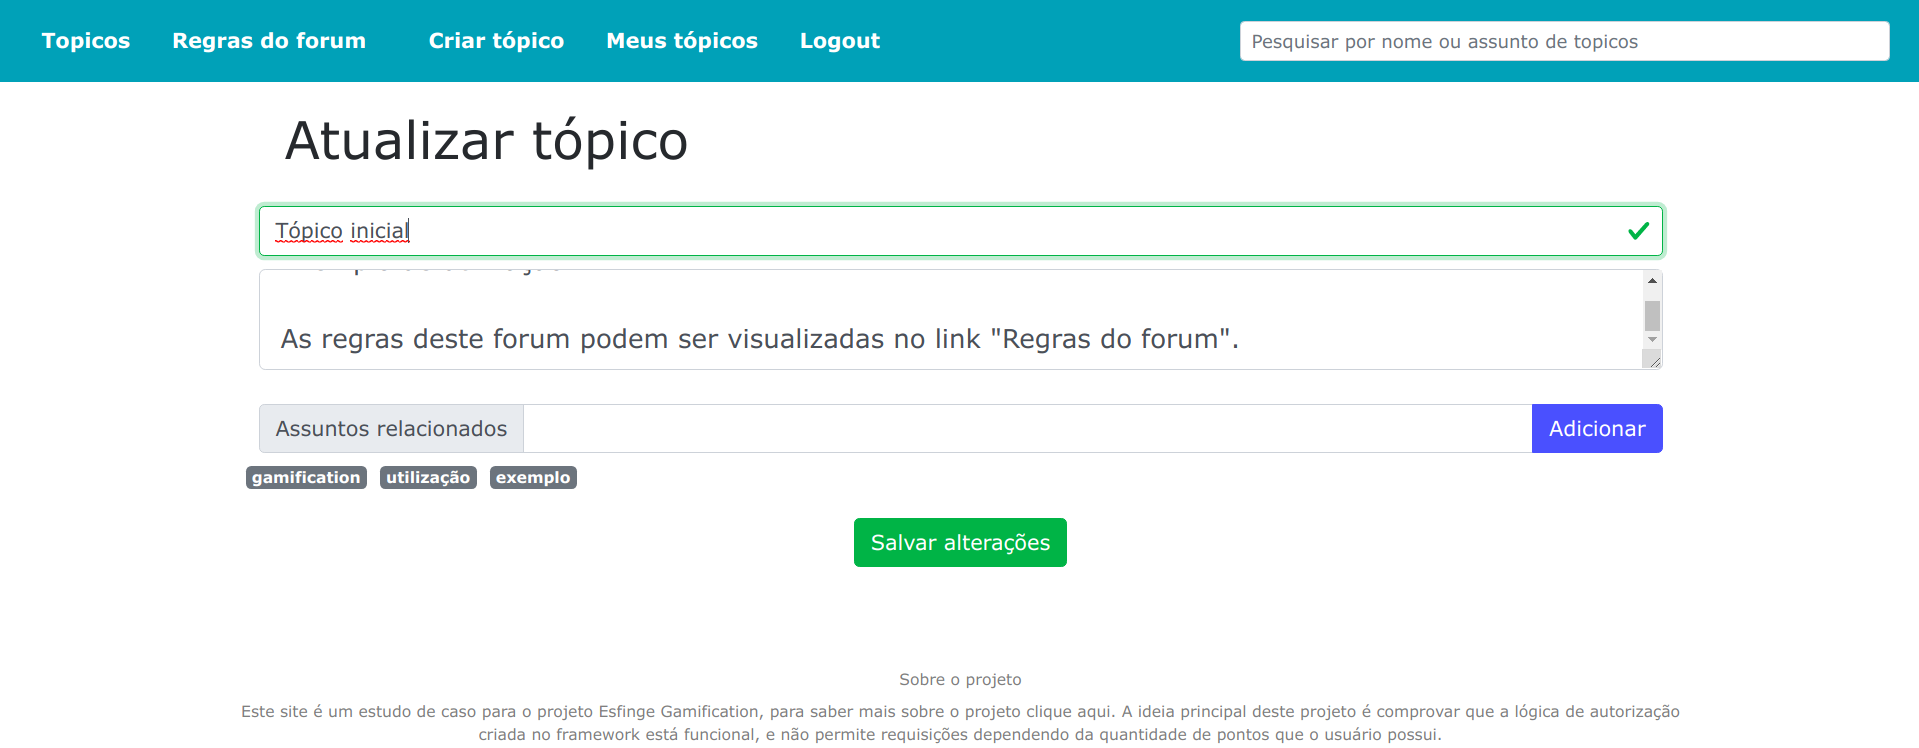 Topicos Regras do forum Criar tópico Meus tópicos Logout Pesquisar por nome ou assunto de topicos
Atualizar tópico
Tópico inicial
As regras deste forum podem ser visualizadas no link "Regras do forum".
Assuntos relacionados Adicionar
gamification utilização exemplo
Salvar alterações
Sobre o projeto
Este site é um estudo de caso para o projeto Esfinge Gamification, para saber mais sobre o projeto clique aqui. A ideia principal deste projeto é comprovar que a lógica de autorização
criada no framework está funcional, e não permite requisições dependendo da quantidade de pontos que o usuário possui.